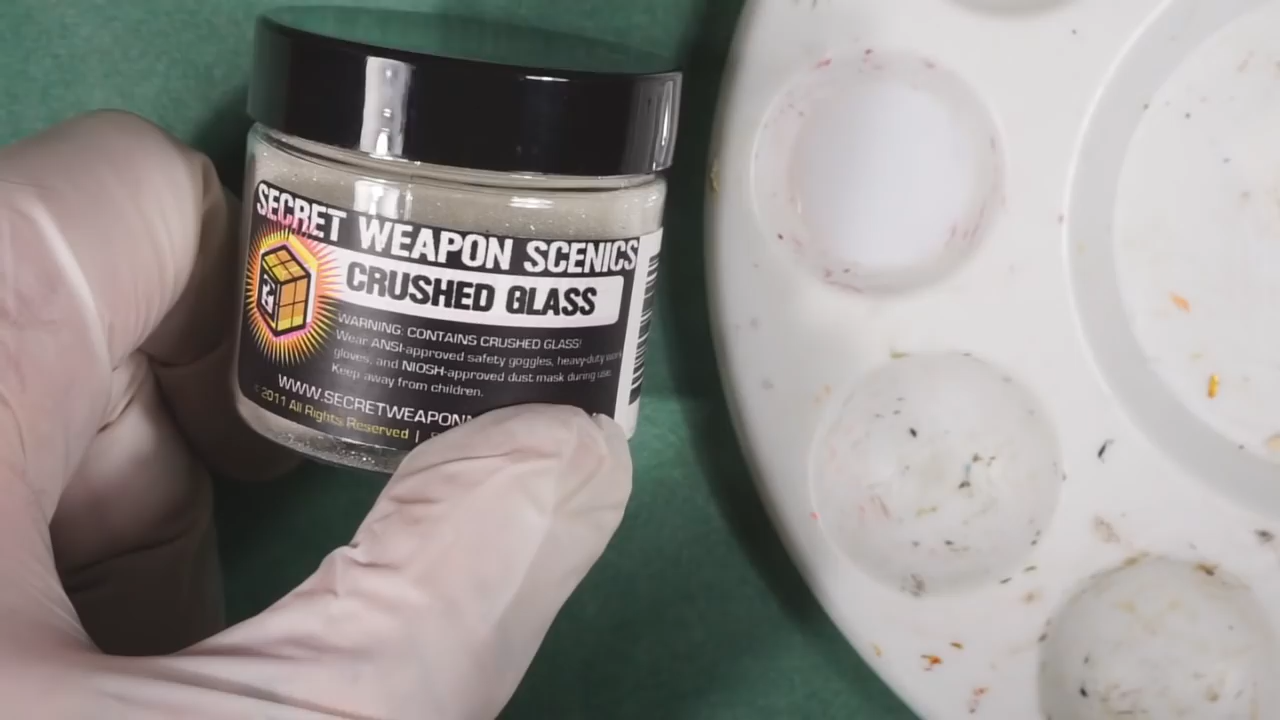 SECRET WEAPON SCENICS
CRUSHED GLASS
WARNING: CONTAINS CRUSHED GLASS!
Wear ANSI-approved safety goggles, heavy-duty work
gloves, and NIOSH-approved dust mask during use.
Keep away from children.
WWW.SECRETWEAPON
2011 All Rights Reserved |